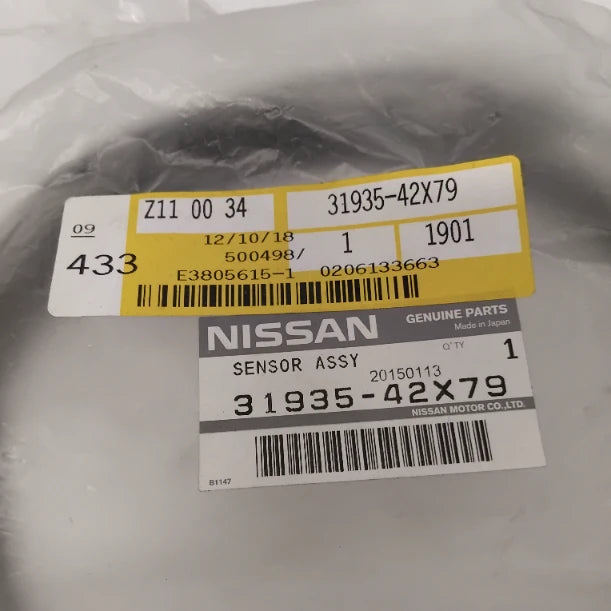 09
433
Z11 00 34
31935-42X79
12/10/18
500498/
1
1901
E3805615-1 0206133663
NISSAN
GENUINE PARTS
Made in Japan
SENSOR ASSY
Q'TY
1
20150113
31935-42X79
NISSAN MOTOR CO.,LTD.
B1147